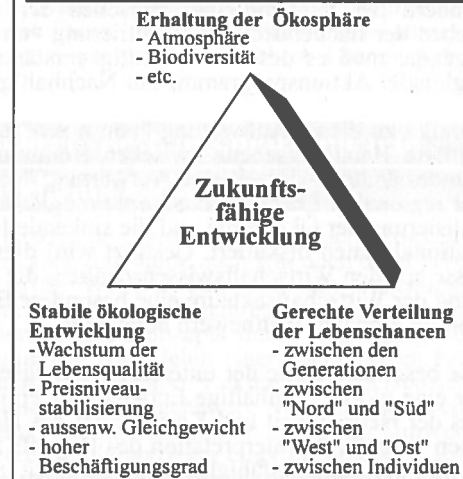 Erhaltung der Ökosphäre
- Atmosphäre
- Biodiversität
- etc.
Zukunfts-
fähige
Entwicklung
Stabile ökologische
Entwicklung
-Wachstum der
Lebensqualität
- Preisniveau-
stabilisierung
- aussenw. Gleichgewicht
- hoher
Beschäftigungsgrad
Gerechte Verteilung
der Lebenschancen
- zwischen den
Generationen
- zwischen
"Nord" und "Süd"
- zwischen
"West" und "Ost"
- zwischen Individuen